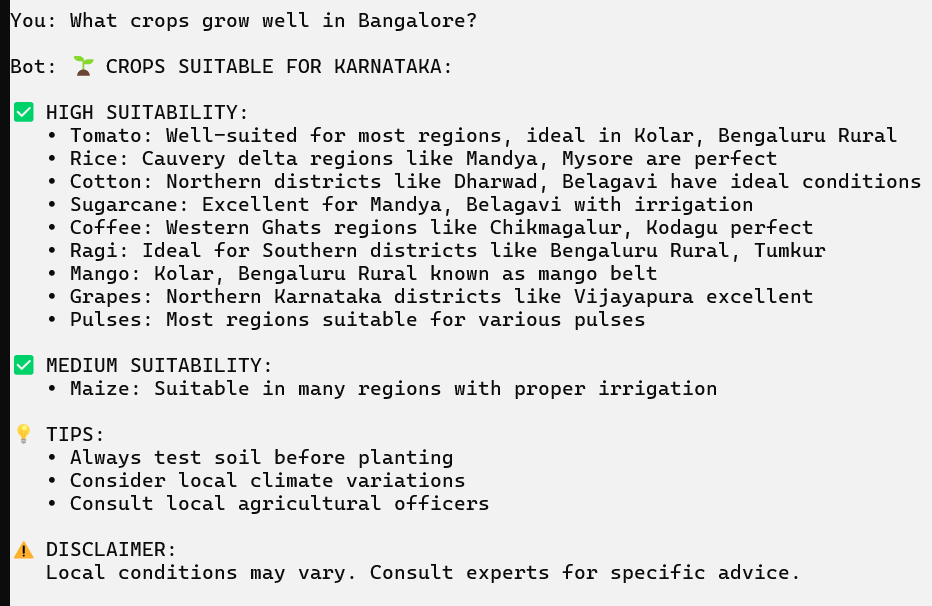 You: What crops grow well in Bangalore?
Bot: 🌱 CROPS SUITABLE FOR KARNATAKA:
✅ HIGH SUITABILITY:
• Tomato: Well-suited for most regions, ideal in Kolar, Bengaluru Rural
• Rice: Cauvery delta regions like Mandya, Mysore are perfect
• Cotton: Northern districts like Dharwad, Belagavi have ideal conditions
• Sugarcane: Excellent for Mandya, Belagavi with irrigation
• Coffee: Western Ghats regions like Chikmagalur, Kodagu perfect
• Ragi: Ideal for Southern districts like Bengaluru Rural, Tumkur
• Mango: Kolar, Bengaluru Rural known as mango belt
• Grapes: Northern Karnataka districts like Vijayapura excellent
• Pulses: Most regions suitable for various pulses
✅ MEDIUM SUITABILITY:
• Maize: Suitable in many regions with proper irrigation
💡 TIPS:
• Always test soil before planting
• Consider local climate variations
• Consult local agricultural officers
⚠️ DISCLAIMER:
Local conditions may vary. Consult experts for specific advice.